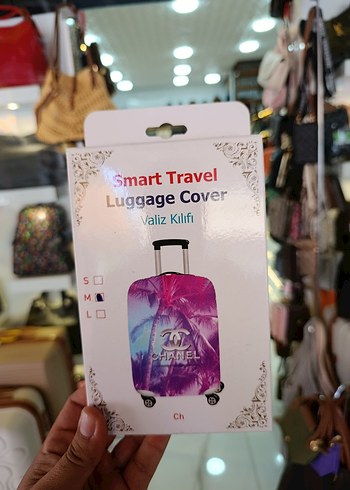 Smart Travel
Luggage Cover
Valiz Kılıfı
S
M
L
CHANEL
Ch